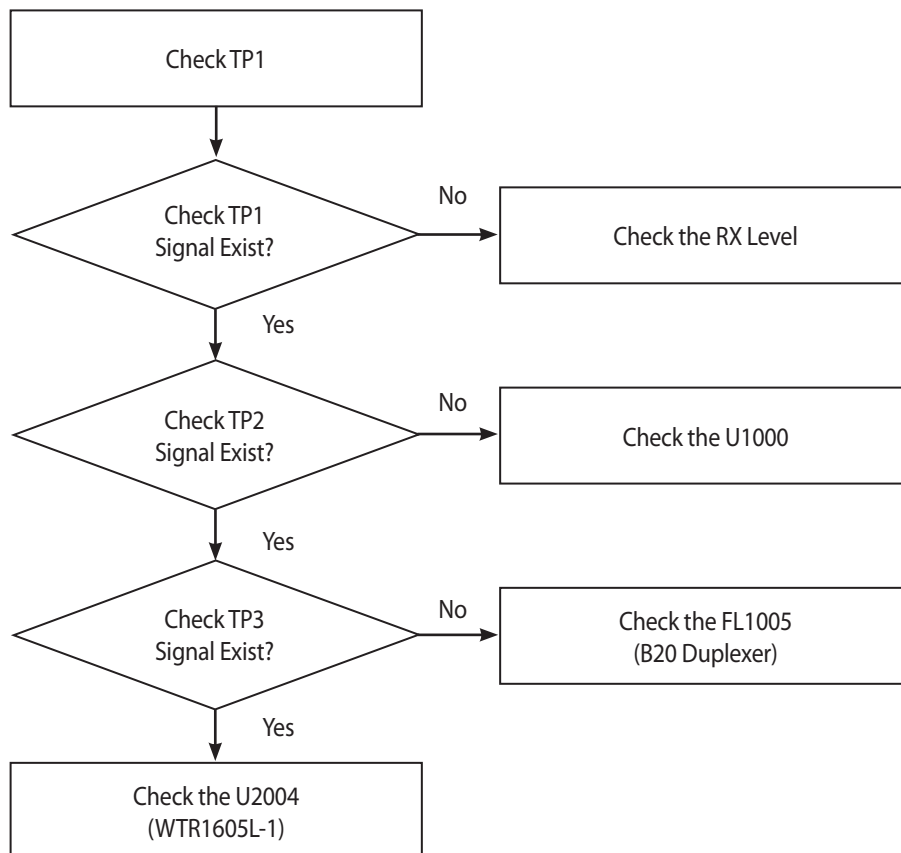 Check TP1
Check TP1
Signal Exist?
No
Check the RX Level
Yes
Check TP2
Signal Exist?
No
Check the U1000
Yes
Check TP3
Signal Exist?
No
Check the FL1005
(B20 Duplexer)
Yes
Check the U2004
(WTR1605L-1)